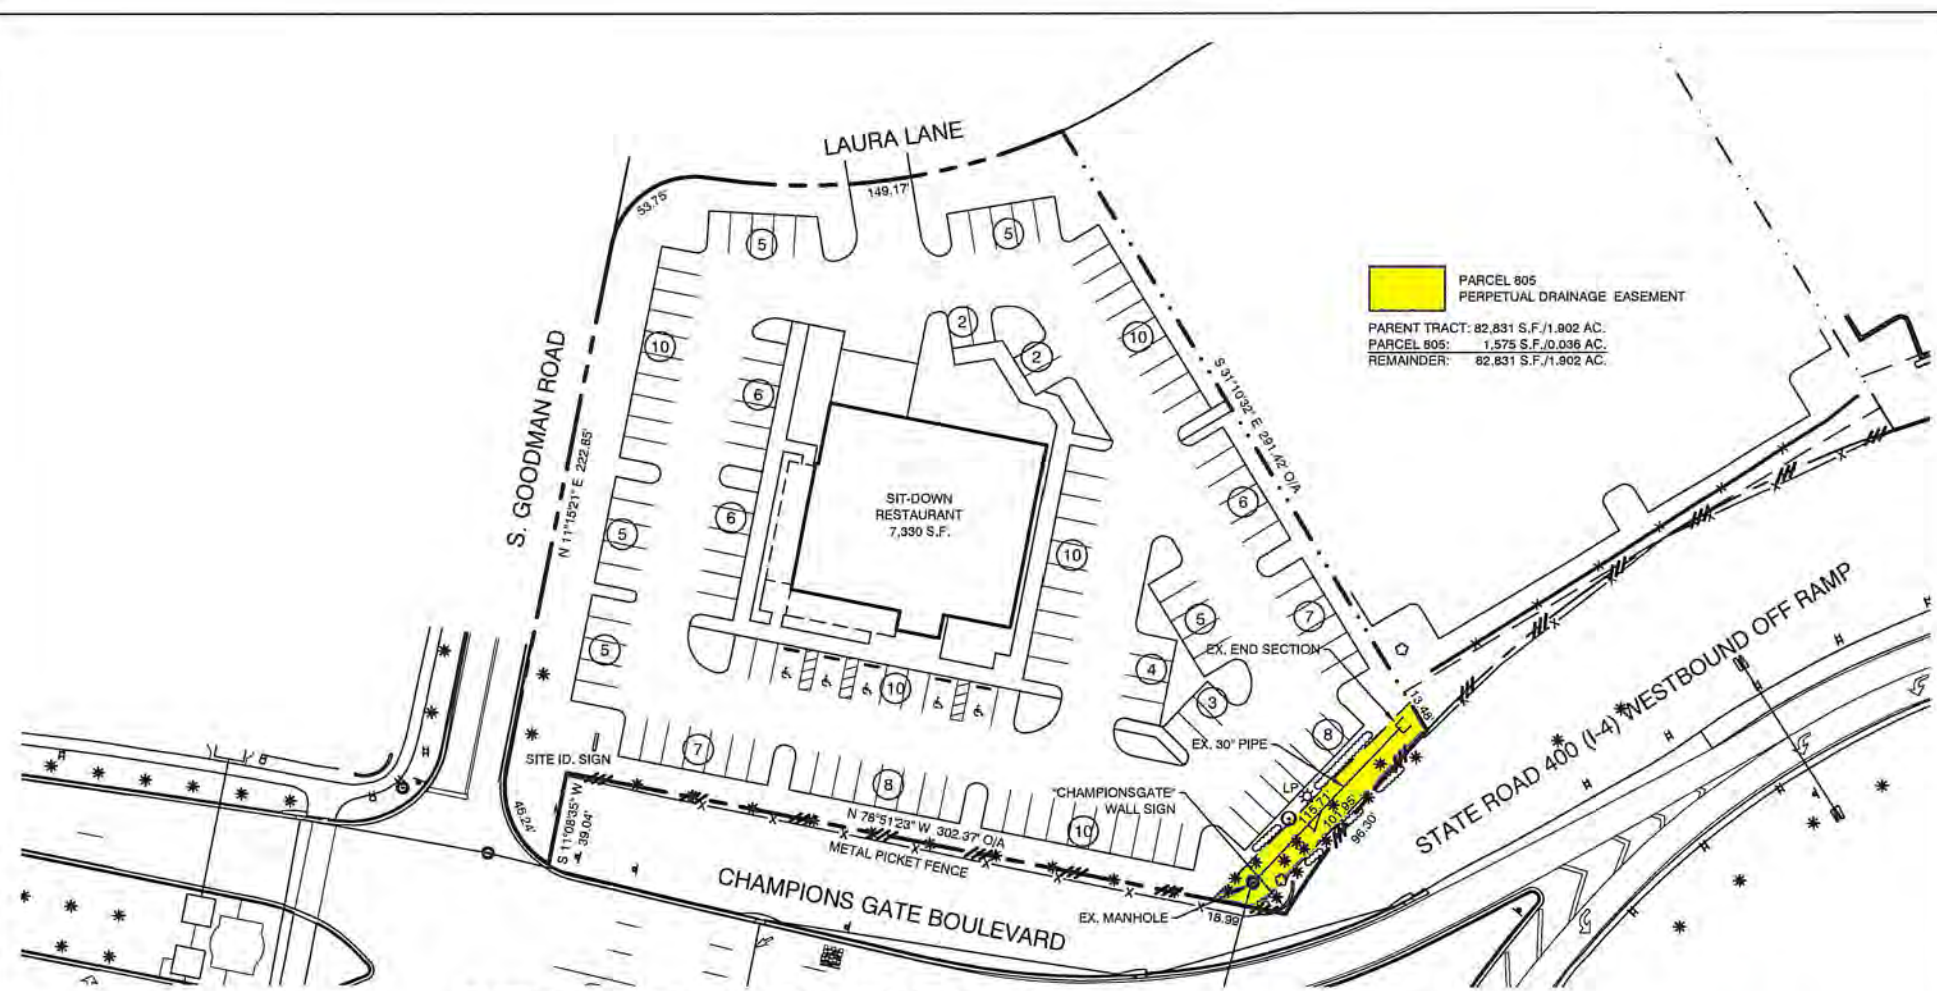 LAURA LANE
149.17'
53.75'
5
5
10
10
2
2
6
6
PARCEL 805
PERPETUAL DRAINAGE EASEMENT
PARENT TRACT: 82,831 S.F./1.902 AC.
PARCEL 805: 1,575 S.F./0.036 AC.
REMAINDER: 82,831 S.F./1.902 AC.
S. GOODMAN ROAD
N 11°15'21" E 222.85'
S 31°10'32" E 291.42' O/A
SIT-DOWN
RESTAURANT
7,330 S.F.
6
5
10
5
7
5
4
3
10
EX. END SECTION
13.48'
8
7
8
10
EX. 30" PIPE
SITE ID. SIGN
"CHAMPIONSGATE"
WALL SIGN
LP
115.71'
101.95'
96.30'
46.24'
S 11°08'35" W
39.04'
N 78°51'23" W 302.37' O/A
METAL PICKET FENCE
EX. MANHOLE
18.99'
CHAMPIONS GATE BOULEVARD
STATE ROAD 400 (I-4) WESTBOUND OFF RAMP